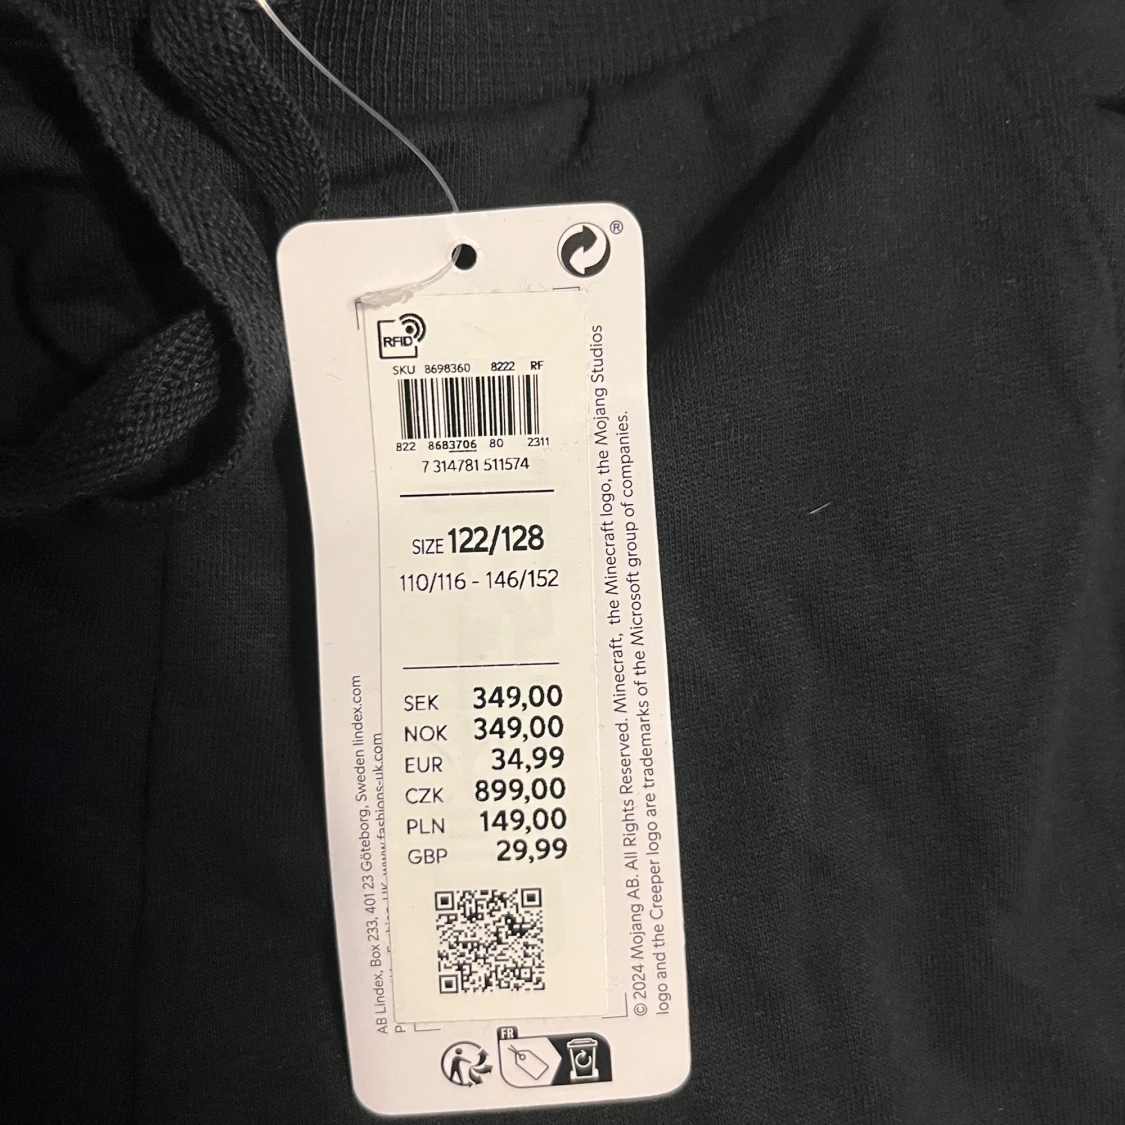 ®
RFID
SKU 8698360 8222 RF
822 8683706 80 2311
7 314781 511574
SIZE 122/128
110/116 - 146/152
SEK 349,00
NOK 349,00
EUR 34,99
CZK 899,00
PLN 149,00
GBP 29,99
FR
AB Lindex, Box 233, 401 23 Göteborg, Sweden lindex.com
www.fashions-uk.com
© 2024 Mojang AB. All Rights Reserved. Minecraft, the Minecraft logo, the Mojang Studios
logo and the Creeper logo are trademarks of the Microsoft group of companies.